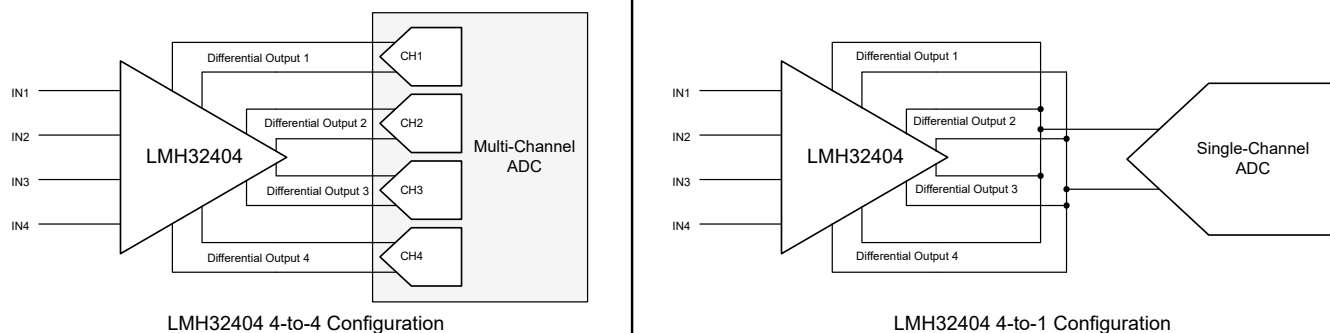 Differential Output 1
CH1
IN1
CH2
Differential Output 2
IN2
LMH32404
Multi-Channel
ADC
IN3
CH3
Differential Output 3
IN4
CH4
Differential Output 4
LMH32404 4-to-4 Configuration
Differential Output 1
IN1
Differential Output 2
IN2
LMH32404
Single-Channel
ADC
IN3
Differential Output 3
IN4
Differential Output 4
LMH32404 4-to-1 Configuration